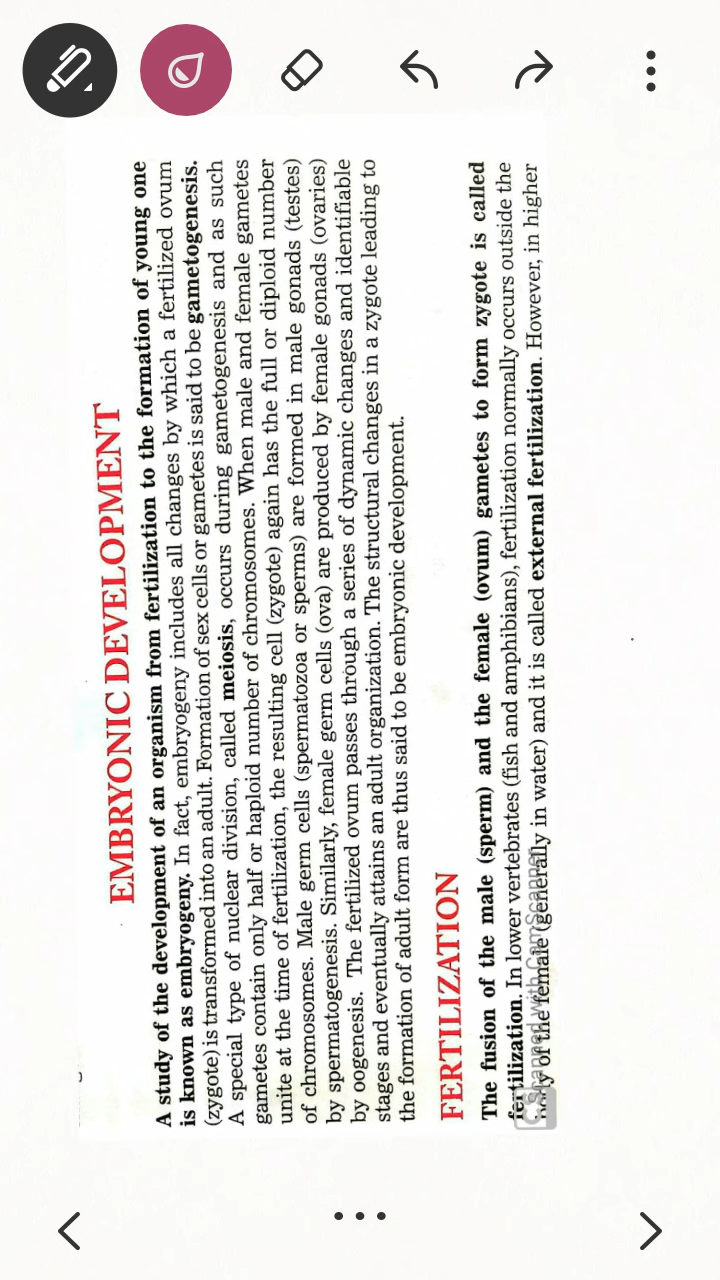 EMBRYONIC DEVELOPMENT
A study of the development of an organism from fertilization to the formation of young one
is known as embryogeny. In fact, embryogeny includes all changes by which a fertilized ovum
(zygote) is transformed into an adult. Formation of sex cells or gametes is said to be gametogenesis.
A special type of nuclear division, called meiosis, occurs during gametogenesis and as such
gametes contain only half or haploid number of chromosomes. When male and female gametes
unite at the time of fertilization, the resulting cell (zygote) again has the full or diploid number
of chromosomes. Male germ cells (spermatozoa or sperms) are formed in male gonads (testes)
by spermatogenesis. Similarly, female germ cells (ova) are produced by female gonads (ovaries)
by oogenesis. The fertilized ovum passes through a series of dynamic changes and identifiable
stages and eventually attains an adult organization. The structural changes in a zygote leading to
the formation of adult form are thus said to be embryonic development.
FERTILIZATION
The fusion of the male (sperm) and the female (ovum) gametes to form zygote is called
fertilization. In lower vertebrates (fish and amphibians), fertilization normally occurs outside the
body of the female (generally in water) and it is called external fertilization. However, in higher
CS Scanned with CamScanner